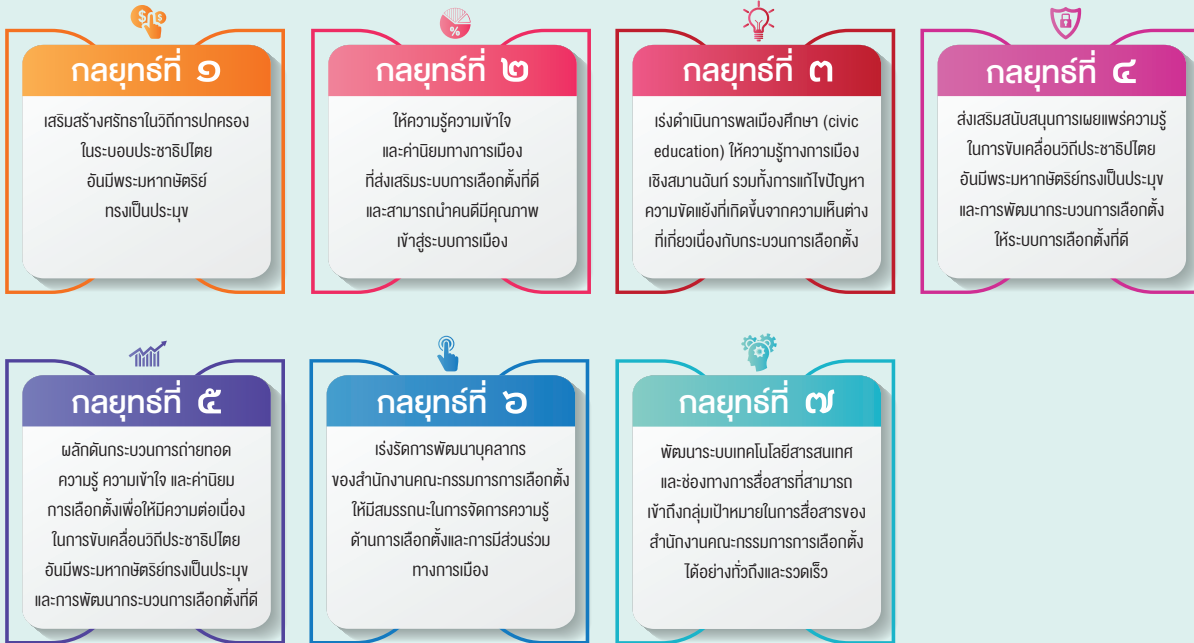 $ $
%
กลยุทธ์ที่ ๑
เสริมสร้างศรัทธาในวิถีการปกครอง
ในระบอบประชาธิปไตย
อันมีพระมหากษัตริย์
ทรงเป็นประมุข
กลยุทธ์ที่ ๒
ให้ความรู้ความเข้าใจ
และค่านิยมทางการเมือง
ที่ส่งเสริมระบบการเลือกตั้งที่ดี
และสามารถนำคนดีมีคุณภาพ
เข้าสู่ระบบการเมือง
กลยุทธ์ที่ ๓
เร่งดำเนินการพลเมืองศึกษา (civic
education) ให้ความรู้ทางการเมือง
เชิงสมานฉันท์ รวมทั้งการแก้ไขปัญหา
ความขัดแย้งที่เกิดขึ้นจากความเห็นต่าง
ที่เกี่ยวเนื่องกับกระบวนการเลือกตั้ง
กลยุทธ์ที่ ๔
ส่งเสริมสนับสนุนการเผยแพร่ความรู้
ในการขับเคลื่อนวิถีประชาธิปไตย
อันมีพระมหากษัตริย์ทรงเป็นประมุข
และการพัฒนากระบวนการเลือกตั้ง
ให้ระบบการเลือกตั้งที่ดี
กลยุทธ์ที่ ๕
ผลักดันกระบวนการถ่ายทอด
ความรู้ ความเข้าใจ และค่านิยม
การเลือกตั้งเพื่อให้มีความต่อเนื่อง
ในการขับเคลื่อนวิถีประชาธิปไตย
อันมีพระมหากษัตริย์ทรงเป็นประมุข
และการพัฒนากระบวนการเลือกตั้งที่ดี
กลยุทธ์ที่ ๖
เร่งรัดการพัฒนาบุคลากร
ของสำนักงานคณะกรรมการการเลือกตั้ง
ให้มีสมรรถนะในการจัดการความรู้
ด้านการเลือกตั้งและการมีส่วนร่วม
ทางการเมือง
กลยุทธ์ที่ ๗
พัฒนาระบบเทคโนโลยีสารสนเทศ
และช่องทางการสื่อสารที่สามารถ
เข้าถึงกลุ่มเป้าหมายในการสื่อสารของ
สำนักงานคณะกรรมการการเลือกตั้ง
ได้อย่างทั่วถึงและรวดเร็ว